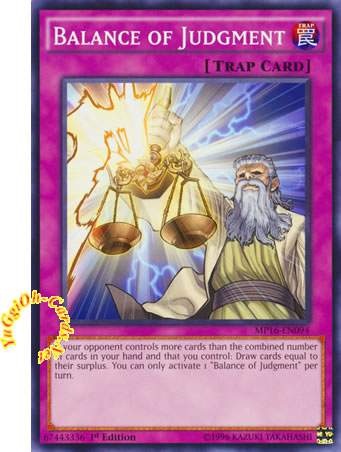 BALANCE OF JUDGMENT
TRAP
罠
[TRAP CARD]
MP16-EN094
If your opponent controls more cards than the combined number
of cards in your hand and that you control: Draw cards equal to
their surplus. You can only activate 1 "Balance of Judgment" per
turn.
67443336 1st Edition ©1996 KAZUKI TAKAHASHI